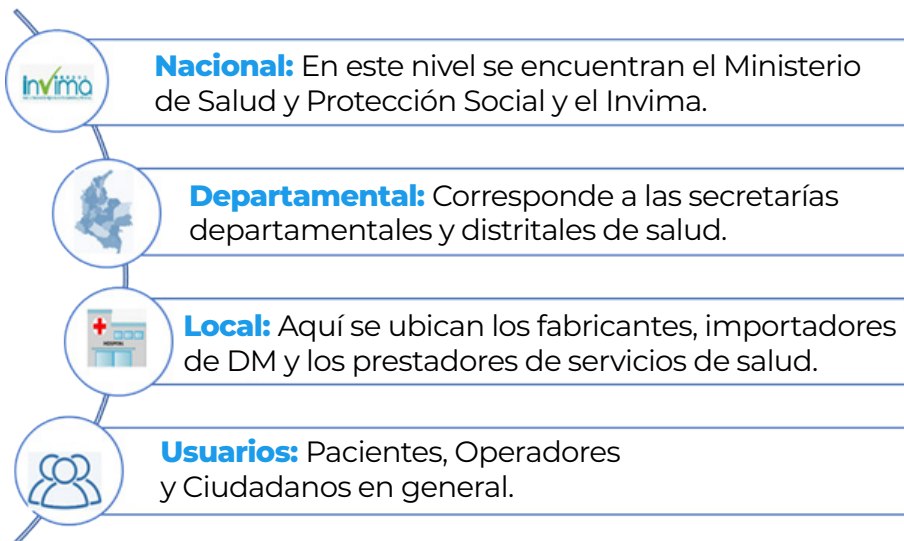 invima
Nacional: En este nivel se encuentran el Ministerio
de Salud y Protección Social y el Invima.
Departamental: Corresponde a las secretarías
departamentales y distritales de salud.
HOSPITAL
Local: Aquí se ubican los fabricantes, importadores
de DM y los prestadores de servicios de salud.
Usuarios: Pacientes, Operadores
y Ciudadanos en general.